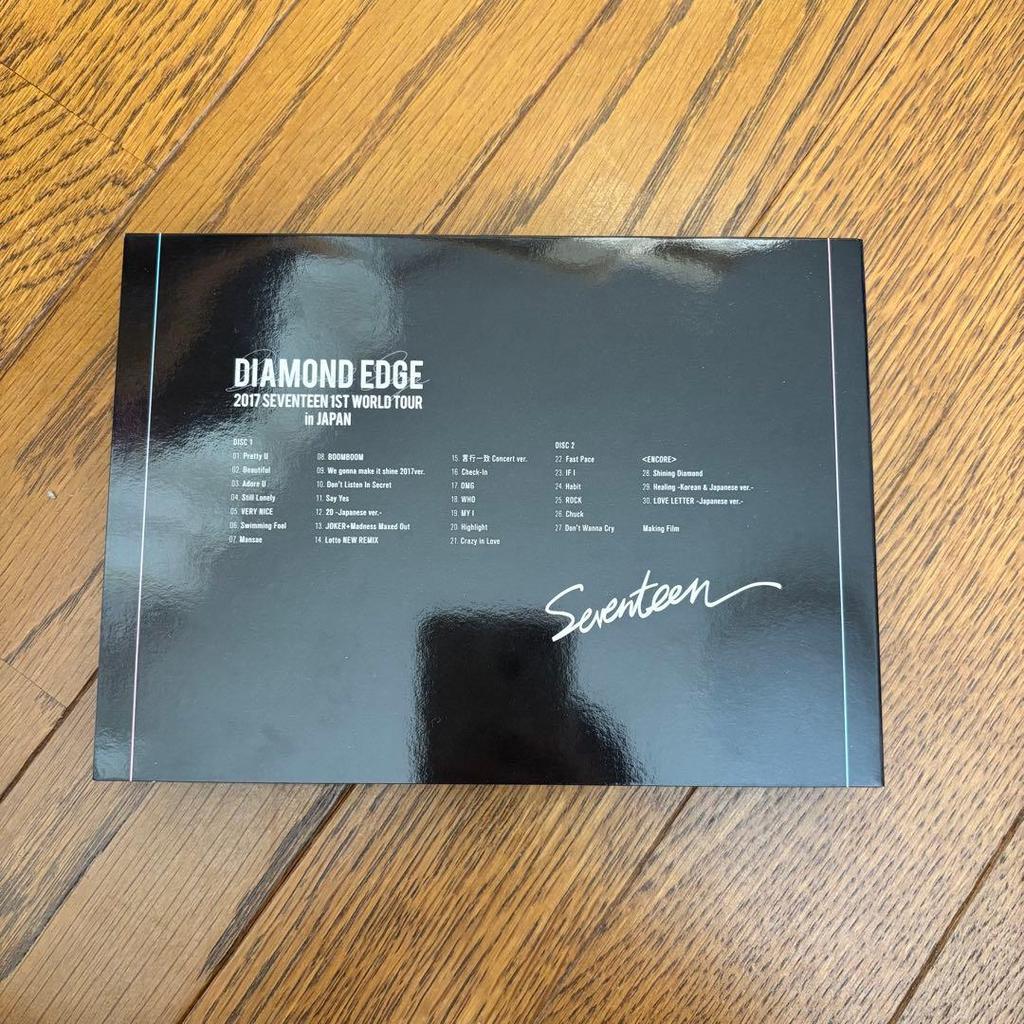 DIAMOND EDGE
2017 SEVENTEEN 1ST WORLD TOUR
in JAPAN
DISC 1
01. Pretty U
02. Beautiful
03. Adore U
04. Still Lonely
05. VERY NICE
06. Swimming Fool
07. Mansae
08. BOOMBOOM
09. We gonna make it shine 2017ver.
10. Don't Listen In Secret
11. Say Yes
12. 20 -Japanese ver.-
13. JOKER+Madness Maxed Out
14. Lotto NEW REMIX
15. 言行一致 Concert ver.
16. Check-In
17. OMG
18. WHO
19. MY I
20. Highlight
21. Crazy in Love
DISC 2
22. Fast Pace
23. IF I
24. Habit
25. ROCK
26. Chuck
27. Don't Wanna Cry
<ENCORE>
28. Shining Diamond
29. Healing -Korean & Japanese ver.-
30. LOVE LETTER -Japanese ver.-
Making Film
Seventeen